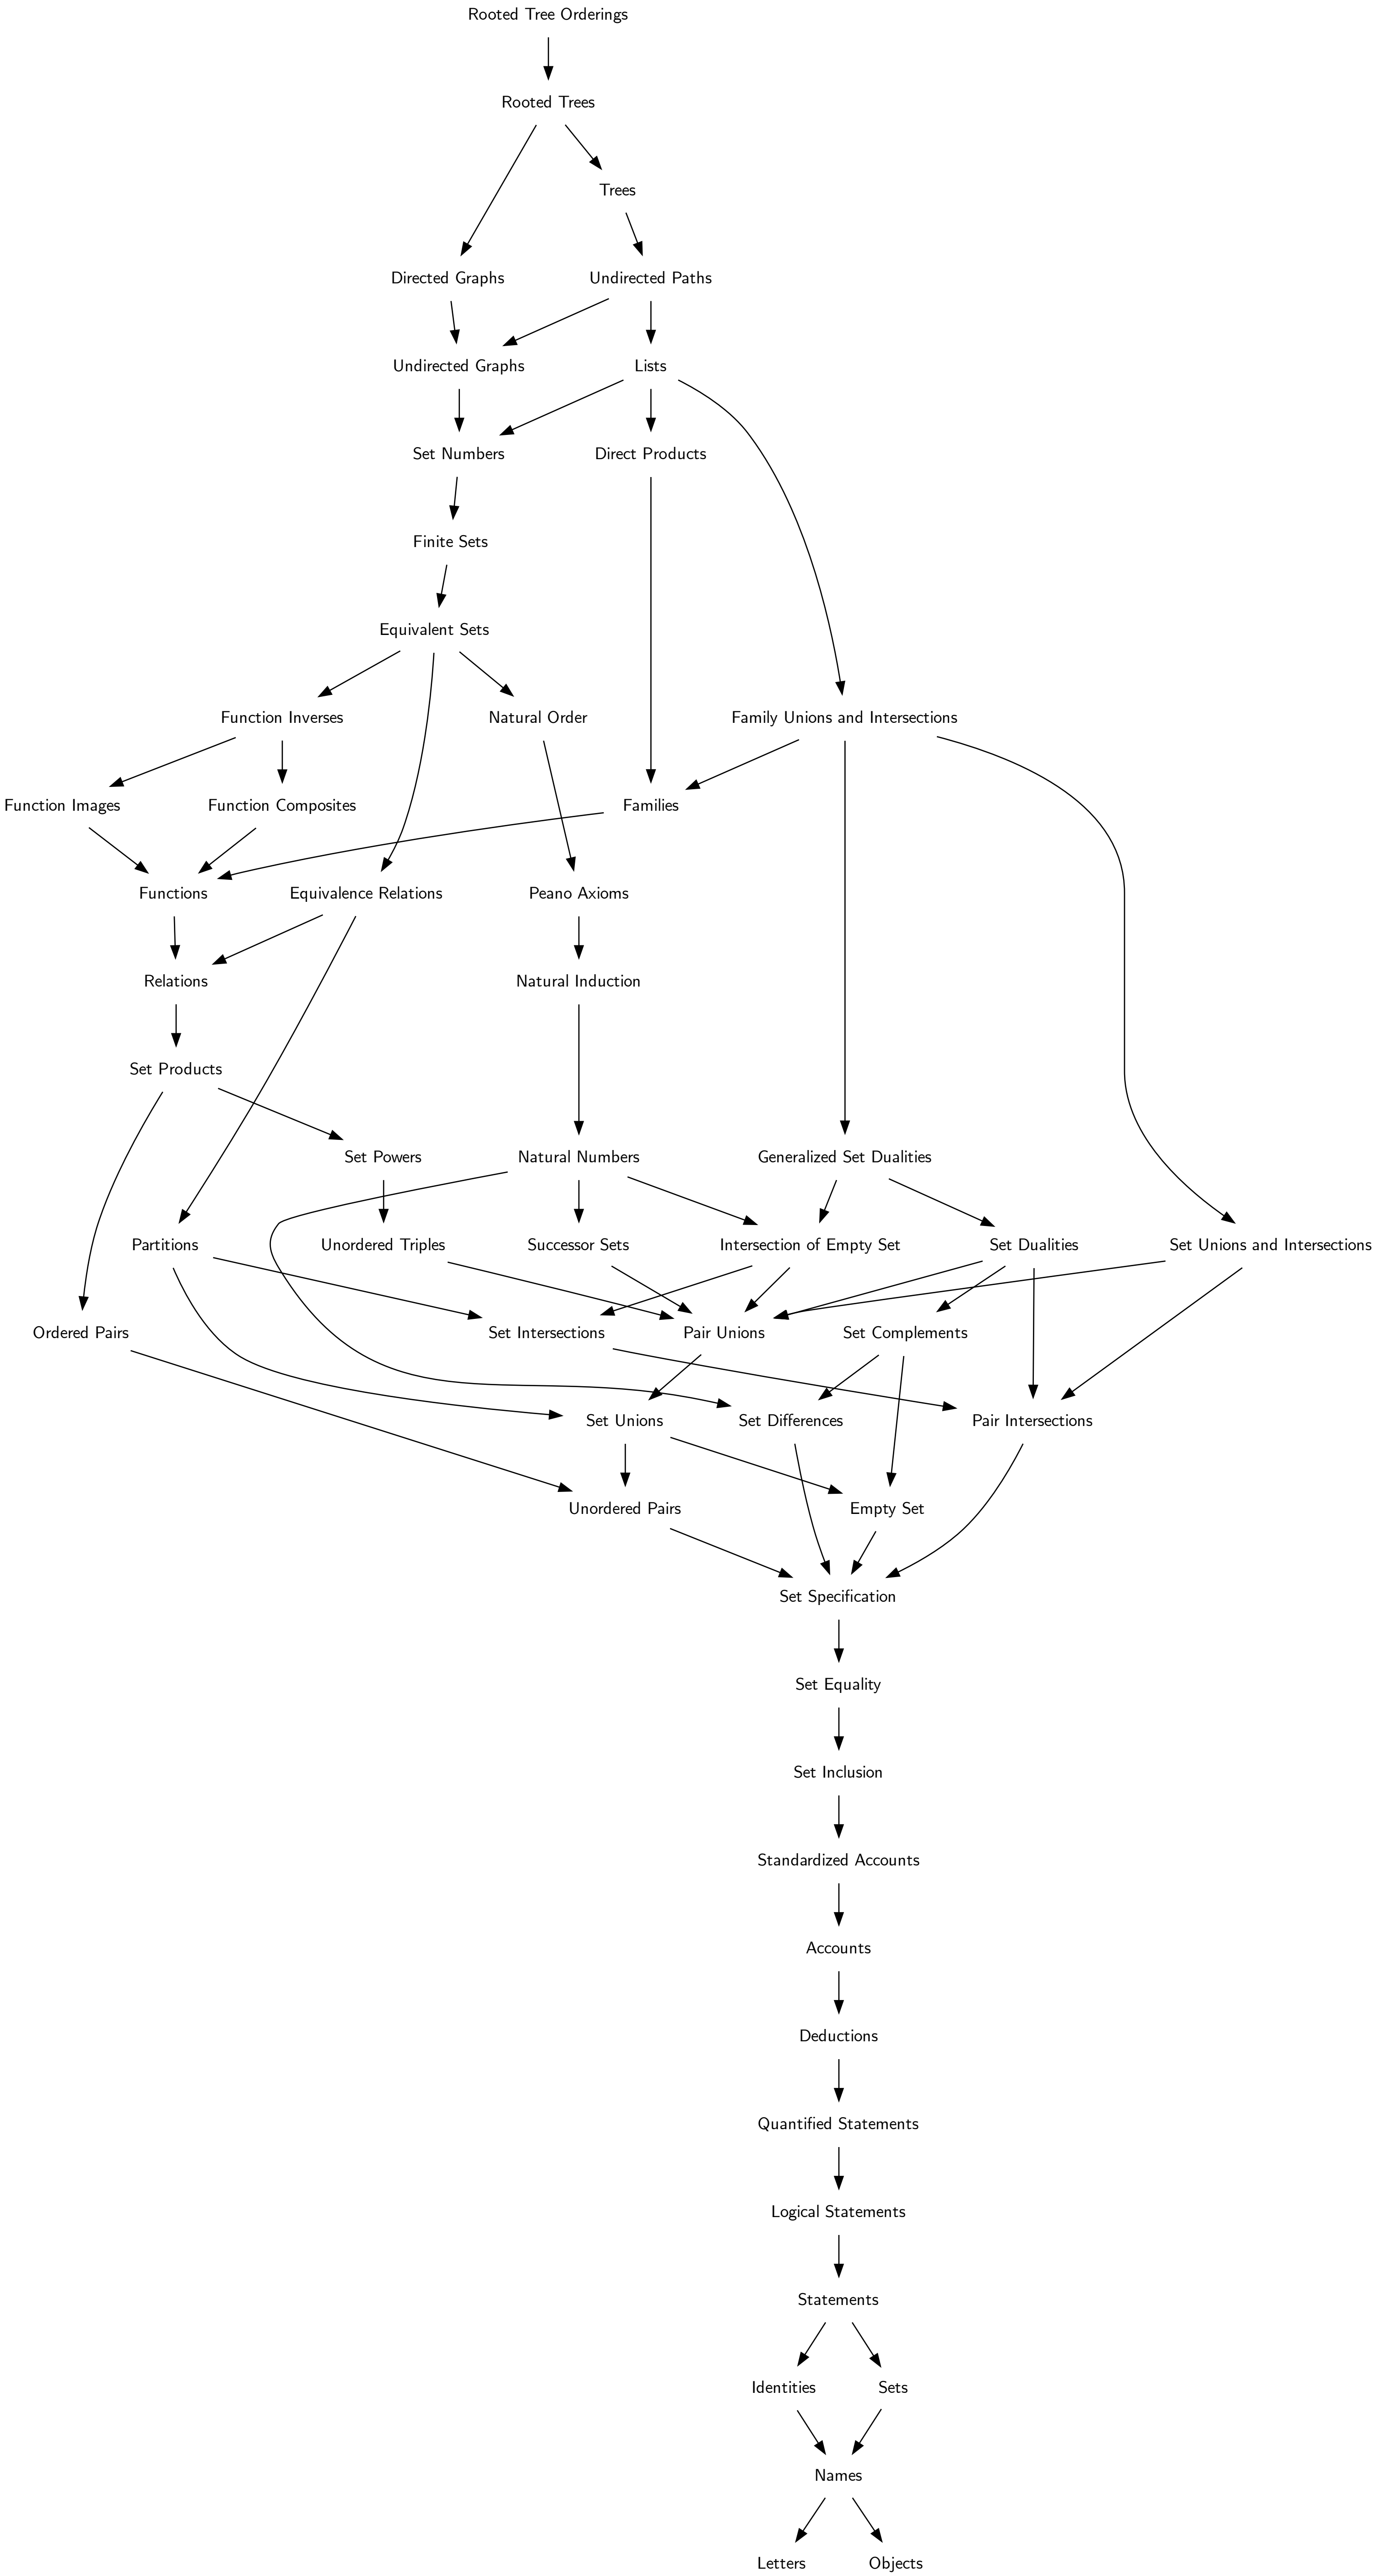 Rooted Tree Orderings
Rooted Trees
Trees
Directed Graphs
Undirected Paths
Undirected Graphs
Lists
Set Numbers
Direct Products
Finite Sets
Equivalent Sets
Function Inverses
Natural Order
Family Unions and Intersections
Function Images
Function Composites
Families
Functions
Equivalence Relations
Peano Axioms
Relations
Natural Induction
Set Products
Set Powers
Natural Numbers
Generalized Set Dualities
Partitions
Unordered Triples
Successor Sets
Intersection of Empty Set
Set Dualities
Set Unions and Intersections
Ordered Pairs
Set Intersections
Pair Unions
Set Complements
Set Unions
Set Differences
Pair Intersections
Unordered Pairs
Empty Set
Set Specification
Set Equality
Set Inclusion
Standardized Accounts
Accounts
Deductions
Quantified Statements
Logical Statements
Statements
Identities
Sets
Names
Letters
Objects